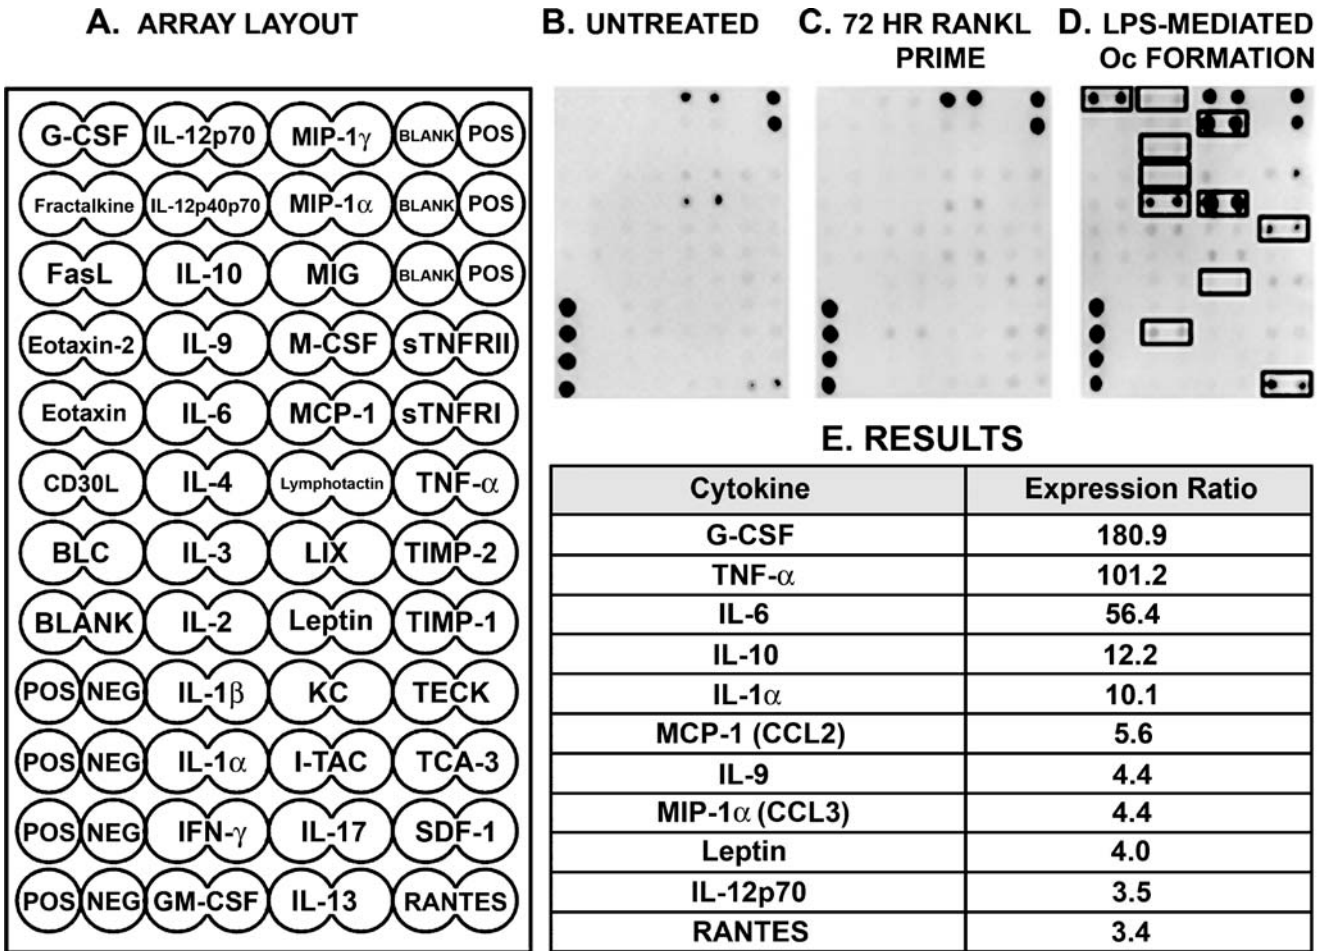 A. ARRAY LAYOUT
B. UNTREATED
C. 72 HR RANKL
PRIME
D. LPS-MEDIATED
Oc FORMATION
G-CSF IL-12p70 MIP-1γ BLANK POS
Fractalkine IL-12p40p70 MIP-1α BLANK POS
FasL IL-10 MIG BLANK POS
Eotaxin-2 IL-9 M-CSF sTNFRII
Eotaxin IL-6 MCP-1 sTNFRI
CD30L IL-4 Lymphotactin TNF-α
BLC IL-3 LIX TIMP-2
BLANK IL-2 Leptin TIMP-1
POS NEG IL-1β KC TECK
POS NEG IL-1α I-TAC TCA-3
POS NEG IFN-γ IL-17 SDF-1
POS NEG GM-CSF IL-13 RANTES
E. RESULTS
Cytokine Expression Ratio
G-CSF 180.9
TNF-α 101.2
IL-6 56.4
IL-10 12.2
IL-1α 10.1
MCP-1 (CCL2) 5.6
IL-9 4.4
MIP-1α (CCL3) 4.4
Leptin 4.0
IL-12p70 3.5
RANTES 3.4